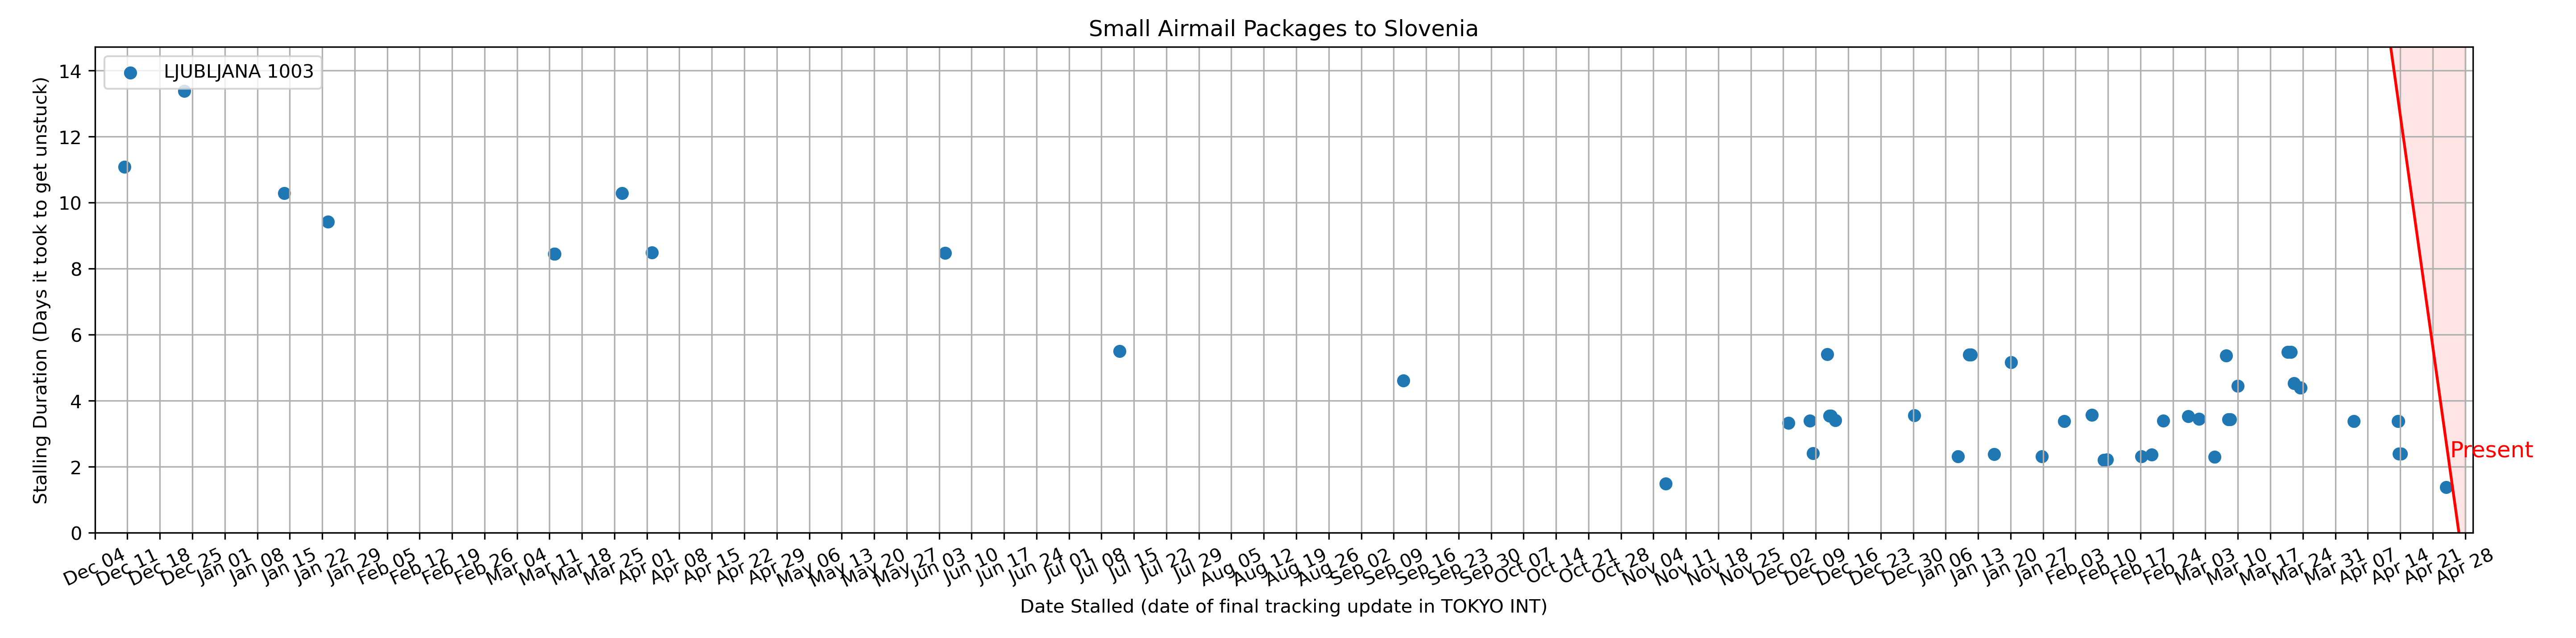 Small Airmail Packages to Slovenia
LJUBLJANA 1003
Stalling Duration (Days it took to get unstuck)
14
12
10
8
6
4
2
0
Present
Dec 04
Dec 11
Dec 18
Dec 25
Jan 01
Jan 08
Jan 15
Jan 22
Jan 29
Feb 05
Feb 12
Feb 19
Feb 26
Mar 04
Mar 11
Mar 18
Mar 25
Apr 01
Apr 08
Apr 15
Apr 22
Apr 29
May 06
May 13
May 20
May 27
Jun 03
Jun 10
Jun 17
Jun 24
Jul 01
Jul 08
Jul 15
Jul 22
Jul 29
Aug 05
Aug 12
Aug 19
Aug 26
Sep 02
Sep 09
Sep 16
Sep 23
Sep 30
Oct 07
Oct 14
Oct 21
Oct 28
Nov 04
Nov 11
Nov 18
Nov 25
Dec 02
Dec 09
Dec 16
Dec 23
Dec 30
Jan 06
Jan 13
Jan 20
Jan 27
Feb 03
Feb 10
Feb 17
Feb 24
Mar 03
Mar 10
Mar 17
Mar 24
Mar 31
Apr 07
Apr 14
Apr 21
Apr 28
Date Stalled (date of final tracking update in TOKYO INT)